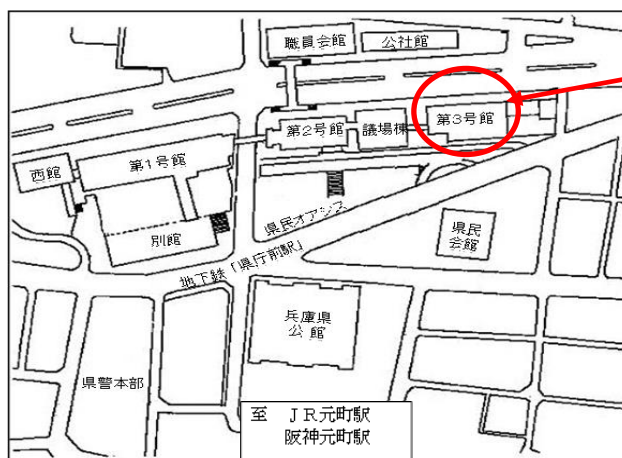 職員会館
公社館
第3号館
第2号館
議場棟
第1号館
西館
別館
県民オアシス
県民
会館
地下鉄「県庁前駅」
兵庫県
公館
県警本部
至 JR元町駅
阪神元町駅